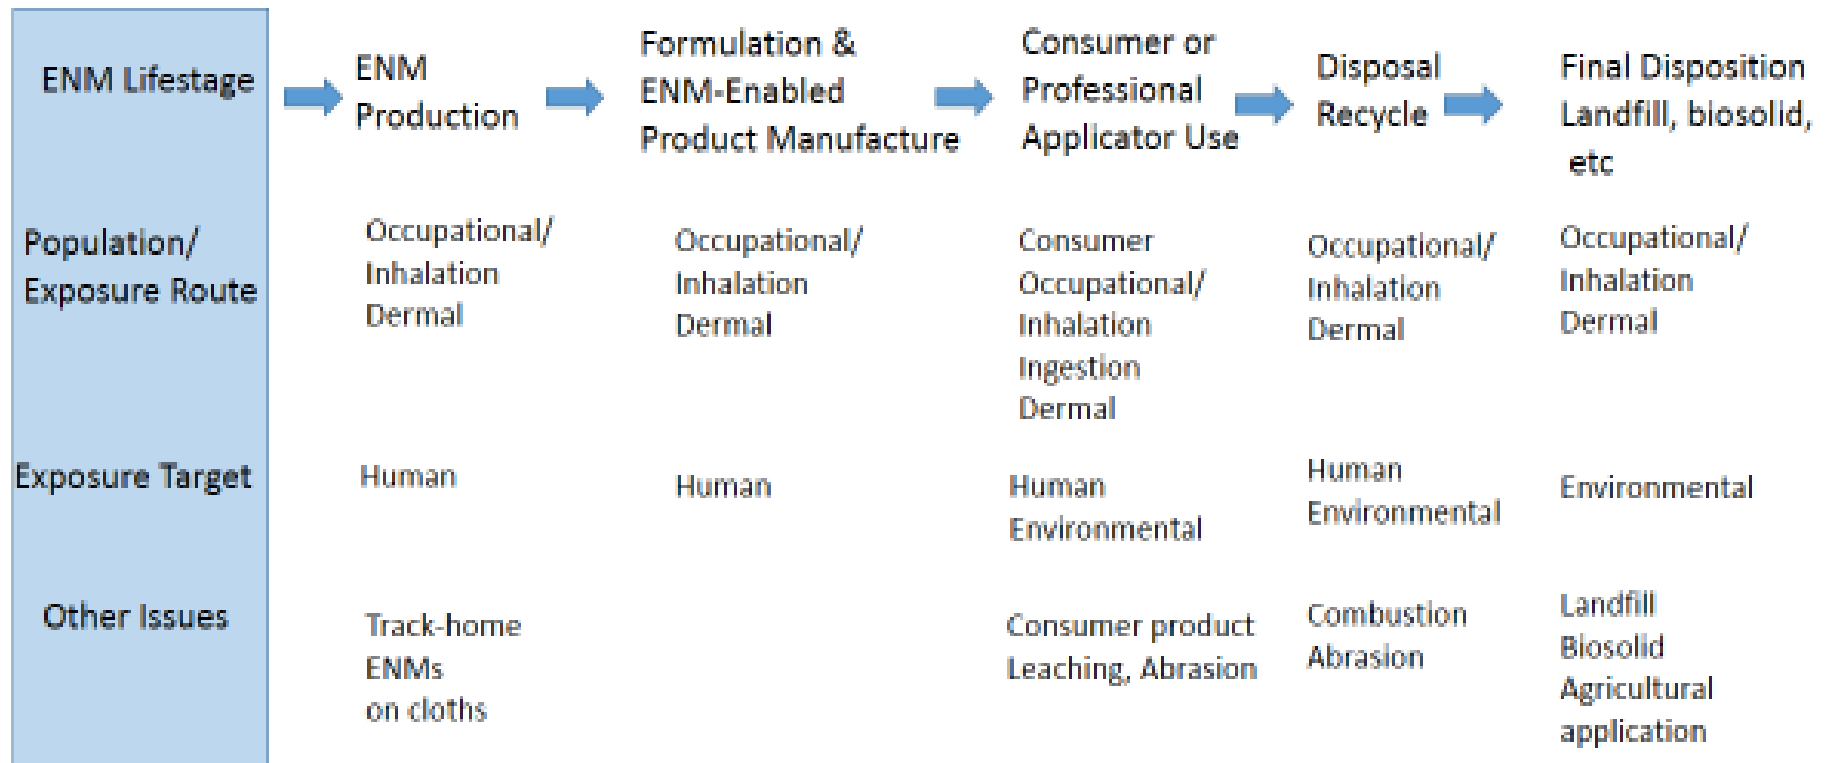 ENM Lifestage
ENM
Production
Formulation &
ENM-Enabled
Product Manufacture
Consumer or
Professional
Applicator Use
Disposal
Recycle
Final Disposition
Landfill, biosolid,
etc
Population/
Exposure Route
Occupational/
Inhalation
Dermal
Occupational/
Inhalation
Dermal
Consumer
Occupational/
Inhalation
Ingestion
Dermal
Occupational/
Inhalation
Dermal
Occupational/
Inhalation
Dermal
Exposure Target
Human
Human
Human
Environmental
Human
Environmental
Environmental
Other Issues
Track-home
ENMs
on cloths
Consumer product
Leaching, Abrasion
Combustion
Abrasion
Landfill
Biosolid
Agricultural
application